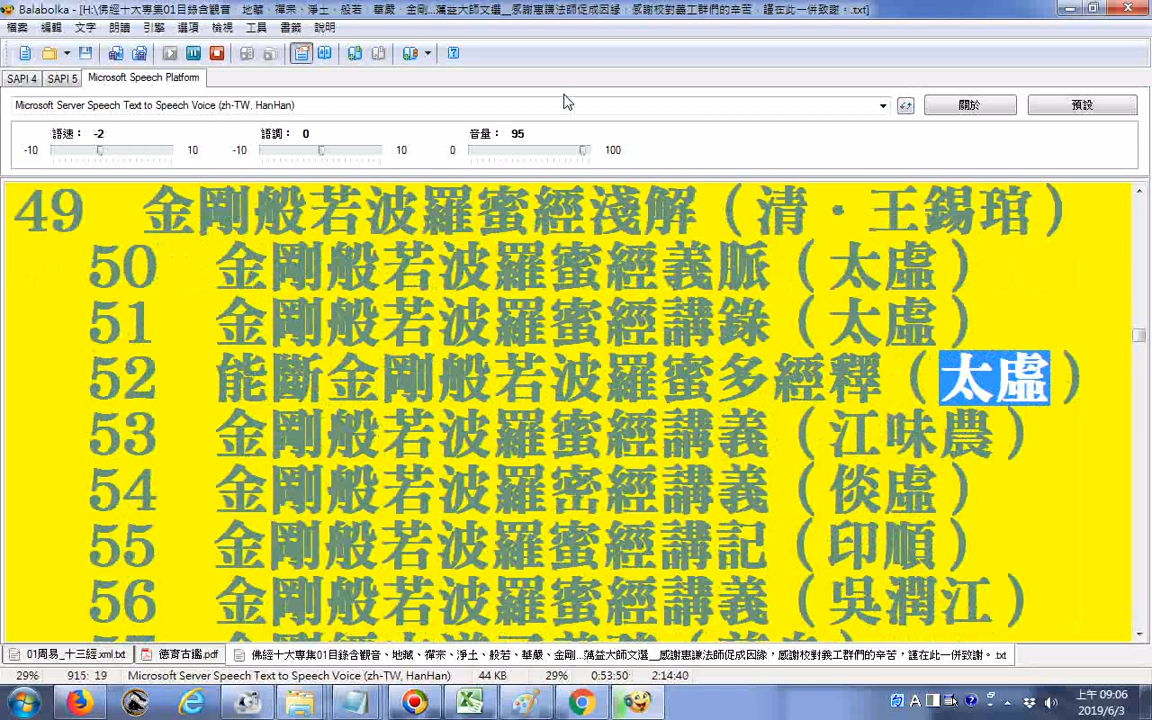 Balabolka - [H:\佛經十大專集01目錄含觀音 地藏、禪宗、淨土、般若、華嚴、金剛...蕅益大師文選__感謝惠謙法師促成因緣，感謝校對義工群們的辛苦，謹在此一併致謝。.txt]
檔案 編輯 文字 朗讀 引擎 選項 檢視 工具 書籤 說明
SAPI 4 SAPI 5 Microsoft Speech Platform
Microsoft Server Speech Text to Speech Voice (zh-TW, HanHan) 關於 預設
語速： -2 語調： 0 音量： 95
-10 10 -10 10 0 100
49 金剛般若波羅蜜經淺解（清．王錫琯）
50 金剛般若波羅蜜經義脈（太虛）
51 金剛般若波羅蜜經講錄（太虛）
52 能斷金剛般若波羅蜜多經釋（太虛）
53 金剛般若波羅蜜經講義（江味農）
54 金剛般若波羅密經講義（倓虛）
55 金剛般若波羅蜜經講記（印順）
56 金剛般若波羅蜜經講義（吳潤江）
01周易_十三經.xml.txt 德育古鑑.pdf 佛經十大專集01目錄含觀音、地藏、禪宗、淨土、般若、華嚴、金剛...蕅益大師文選__感謝惠謙法師促成因緣，感謝校對義工群們的辛苦，謹在此一併致謝。.txt
29% 915: 19 Microsoft Server Speech Text to Speech Voice (zh-TW, HanHan) 44 KB 29% 0:53:50 2:14:40
上午 09:06
2019/6/3